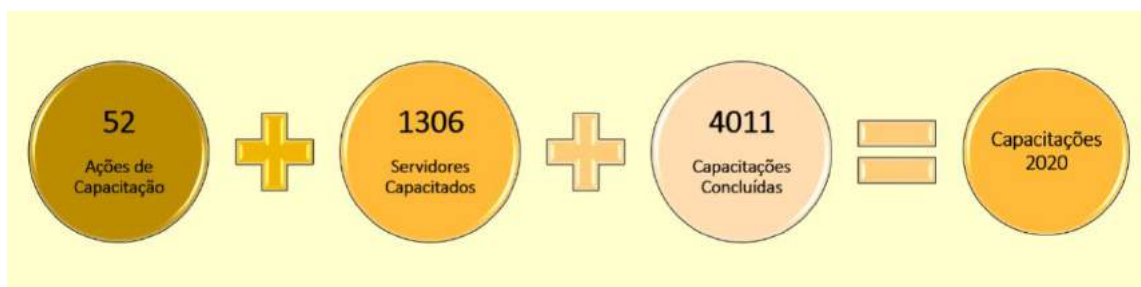 52
Ações de
Capacitação
1306
Servidores
Capacitados
4011
Capacitações
Concluídas
Capacitações
2020